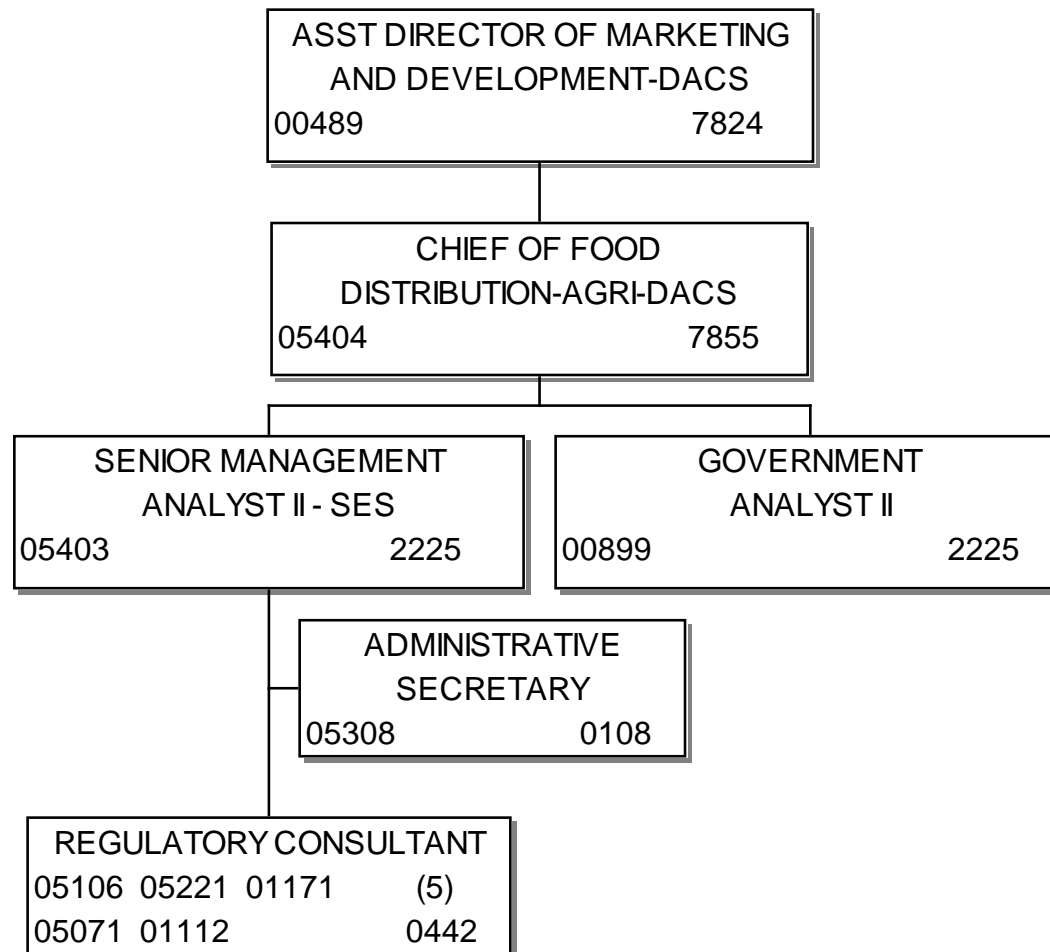 ASST DIRECTOR OF MARKETING
AND DEVELOPMENT-DACS
00489 7824
CHIEF OF FOOD
DISTRIBUTION-AGRI-DACS
05404 7855
SENIOR MANAGEMENT
ANALYST II - SES
05403 2225
GOVERNMENT
ANALYST II
00899 2225
ADMINISTRATIVE
SECRETARY
05308 0108
REGULATORY CONSULTANT
05106 05221 01171 (5)
05071 01112 0442